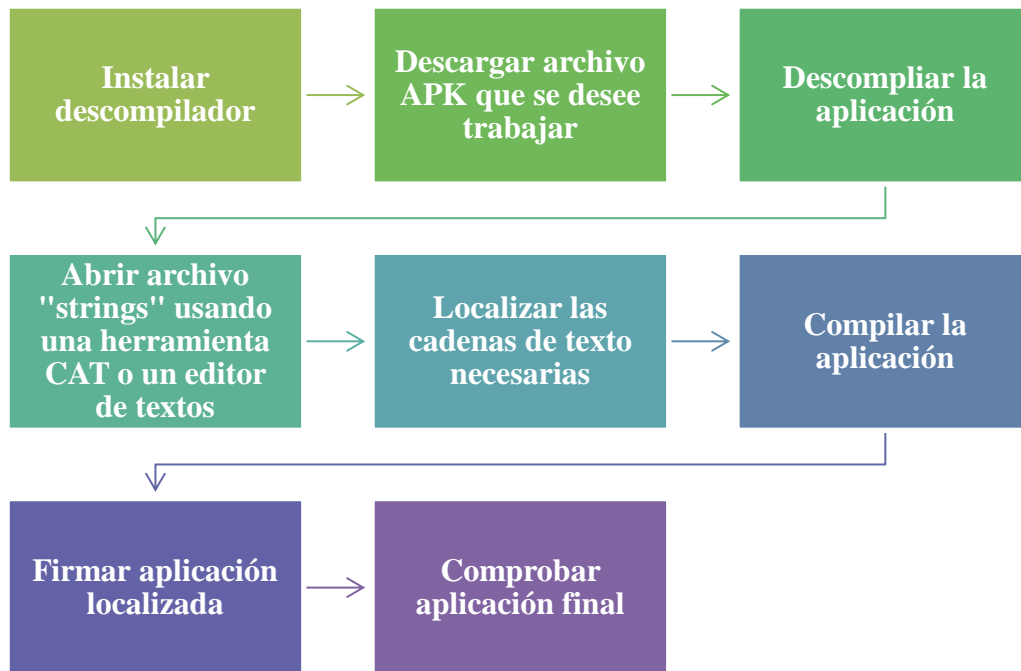 Instalar
descompilador
Descargar archivo
APK que se desee
trabajar
Descompliar la
aplicación
Abrir archivo
"strings" usando
una herramienta
CAT o un editor
de textos
Localizar las
cadenas de texto
necesarias
Compilar la
aplicación
Firmar aplicación
localizada
Comprobar
aplicación final